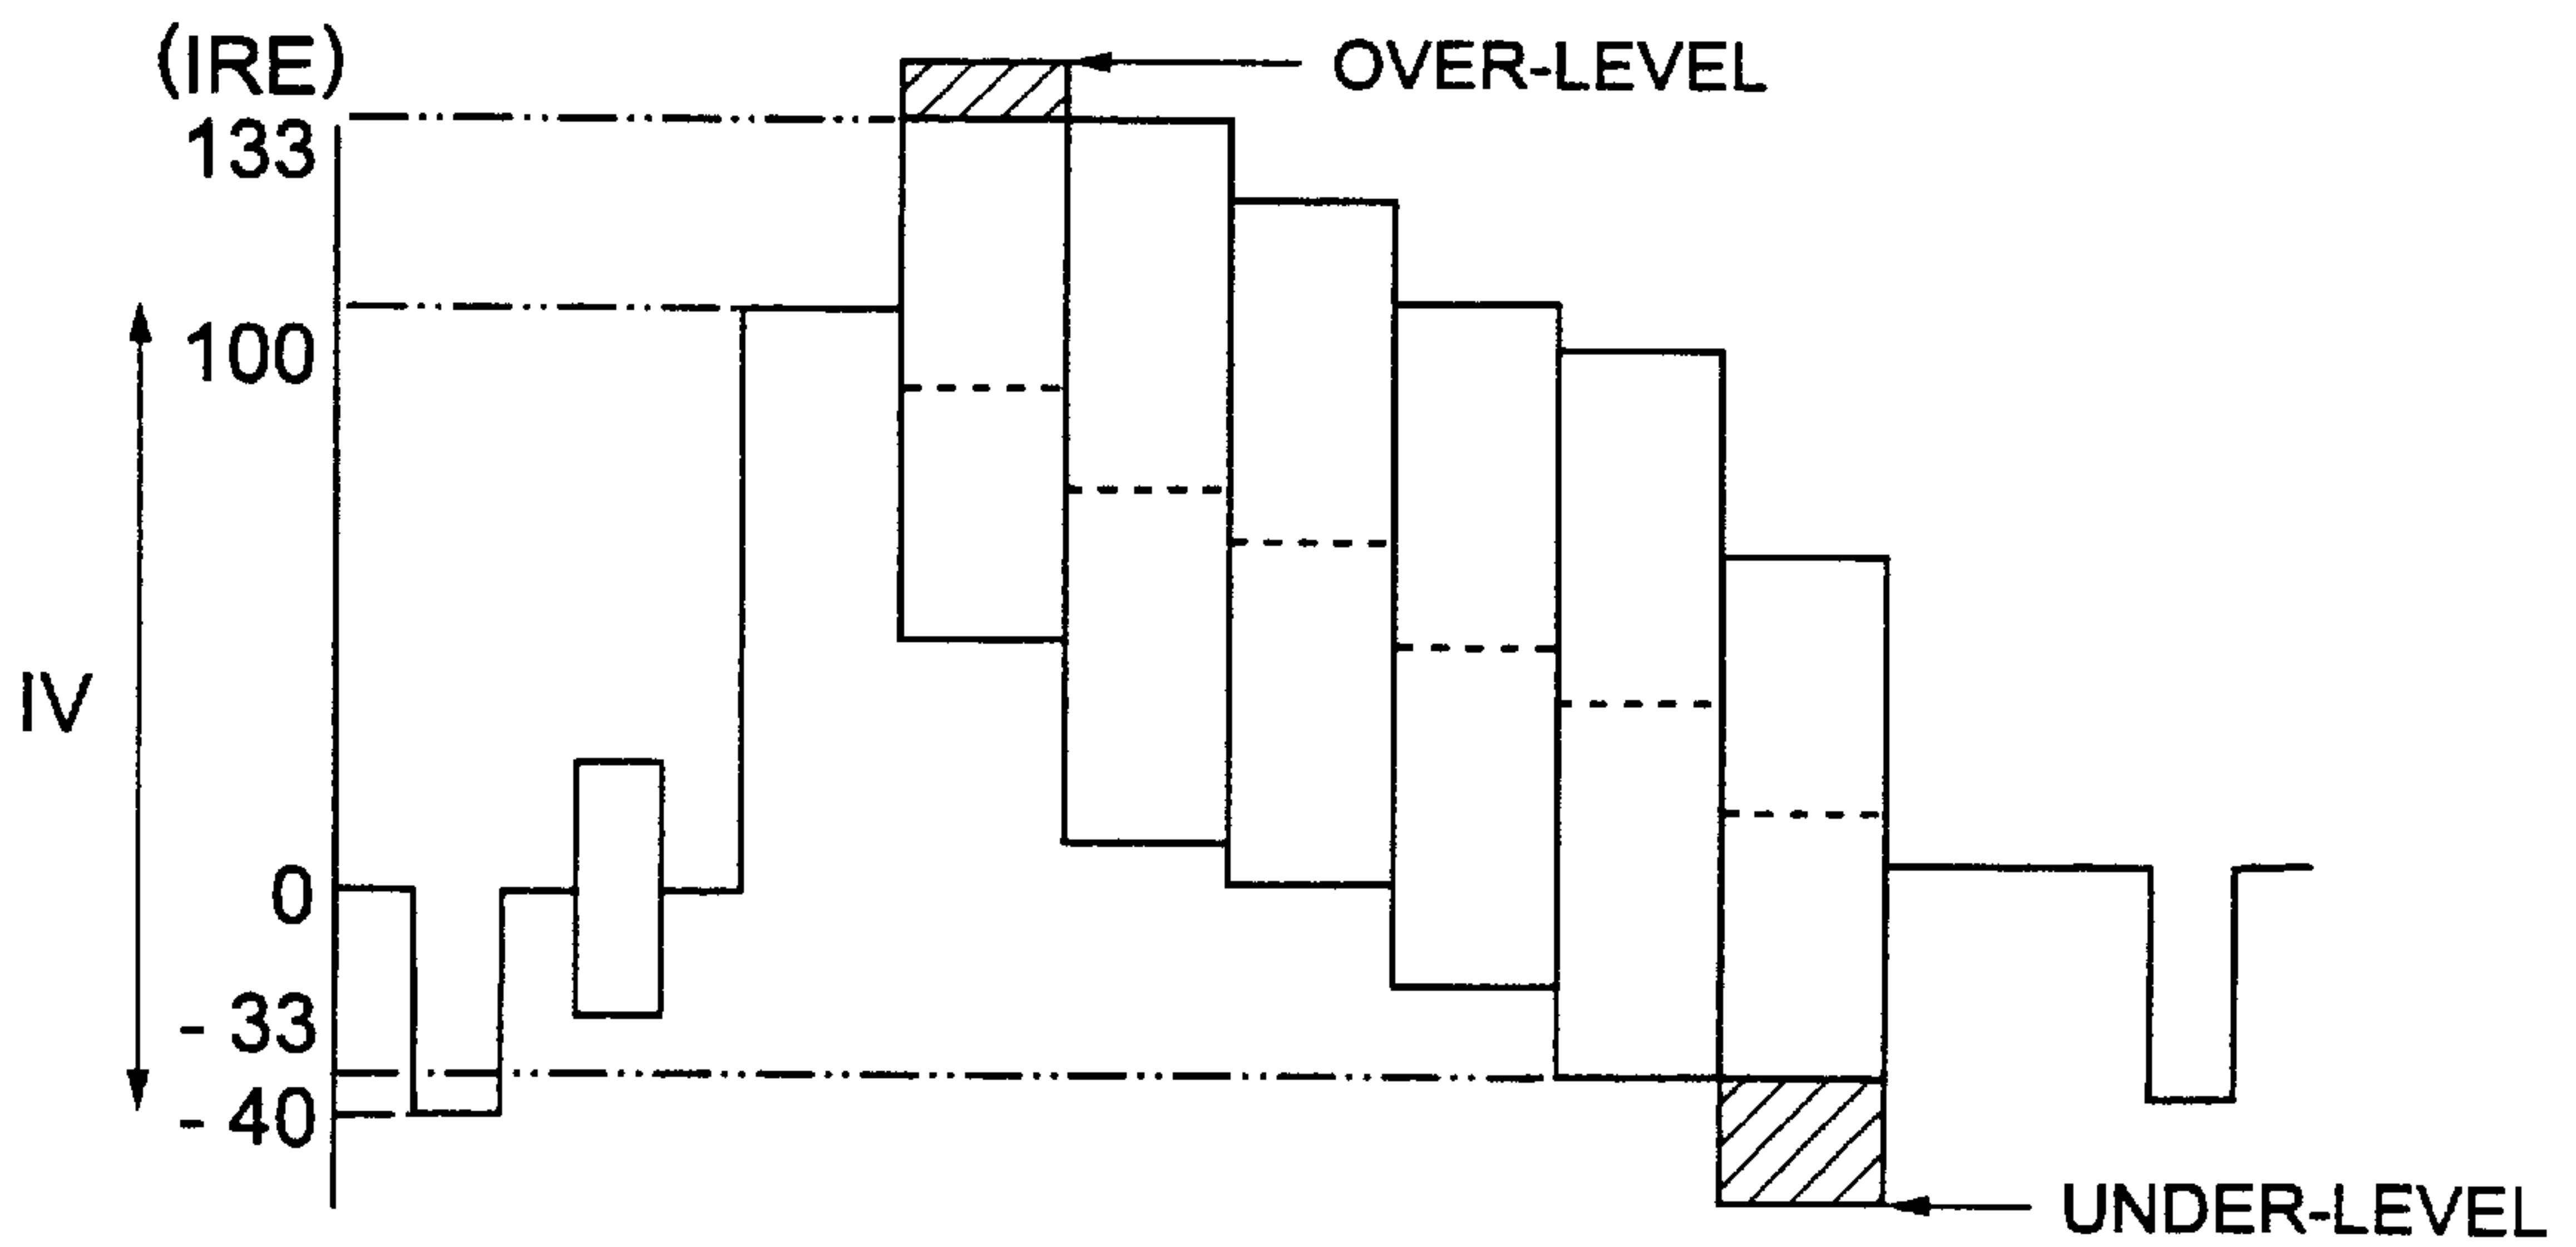 (IRE)
OVER-LEVEL
133
100
IV
0
- 33
- 40
UNDER-LEVEL